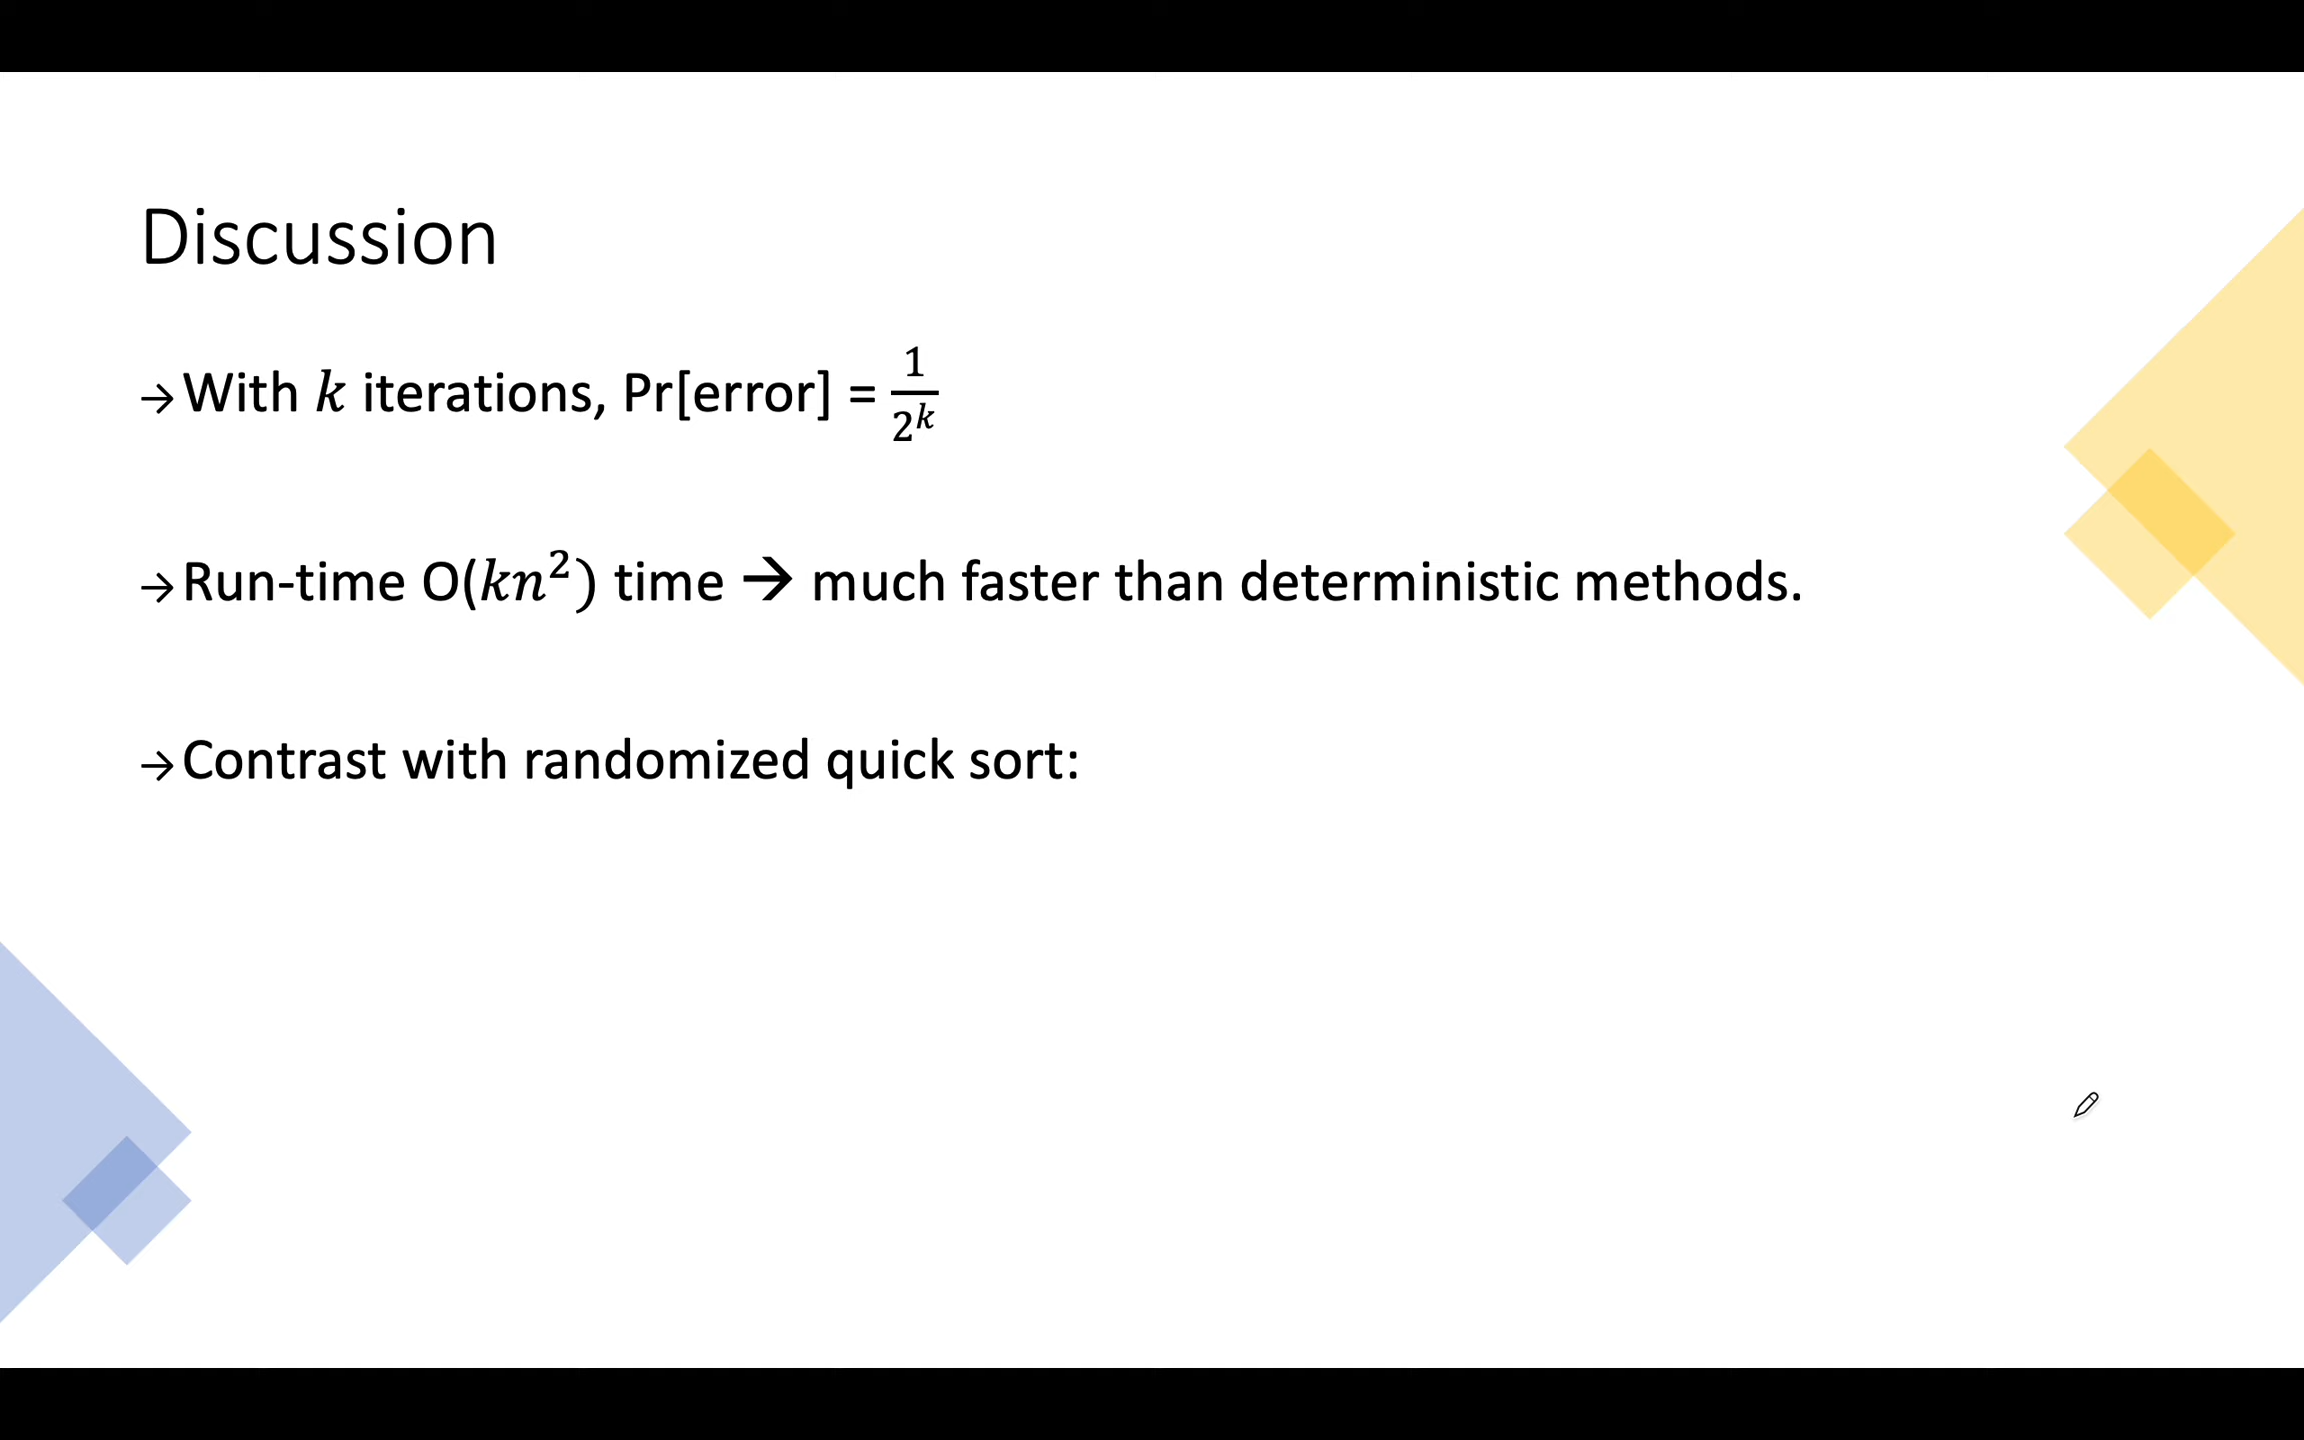 Discussion
→With 𝑘 iterations, Pr[error] = 1/2^𝑘
→Run-time O(𝑘𝑛²) time ➔ much faster than deterministic methods.
→Contrast with randomized quick sort: